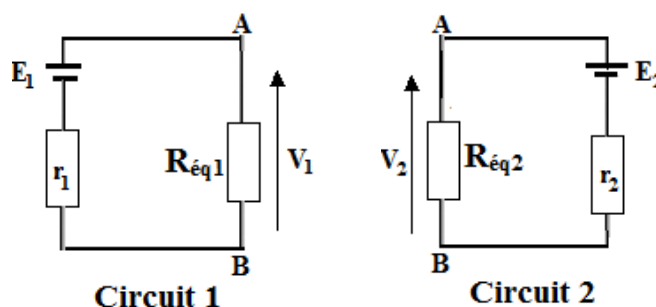 A
E₁
r₁
Réq1
V₁
B
Circuit 1
A
E₂
V₂
Réq2
r₂
B
Circuit 2